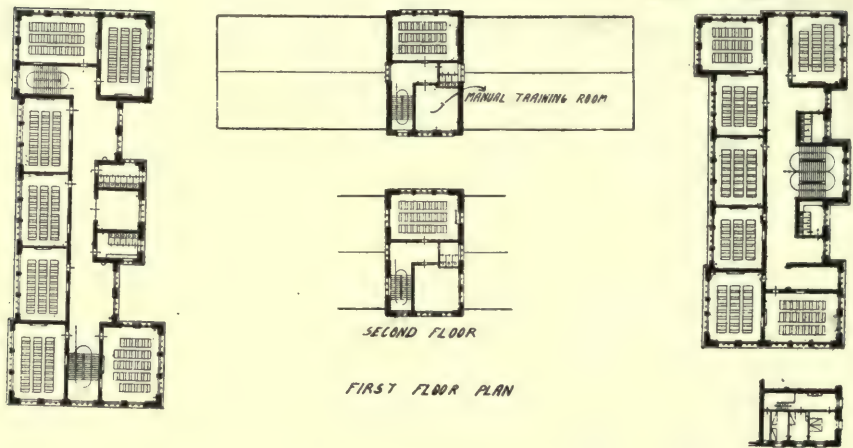 MANUAL TRAINING ROOM
SECOND FLOOR
FIRST FLOOR PLAN